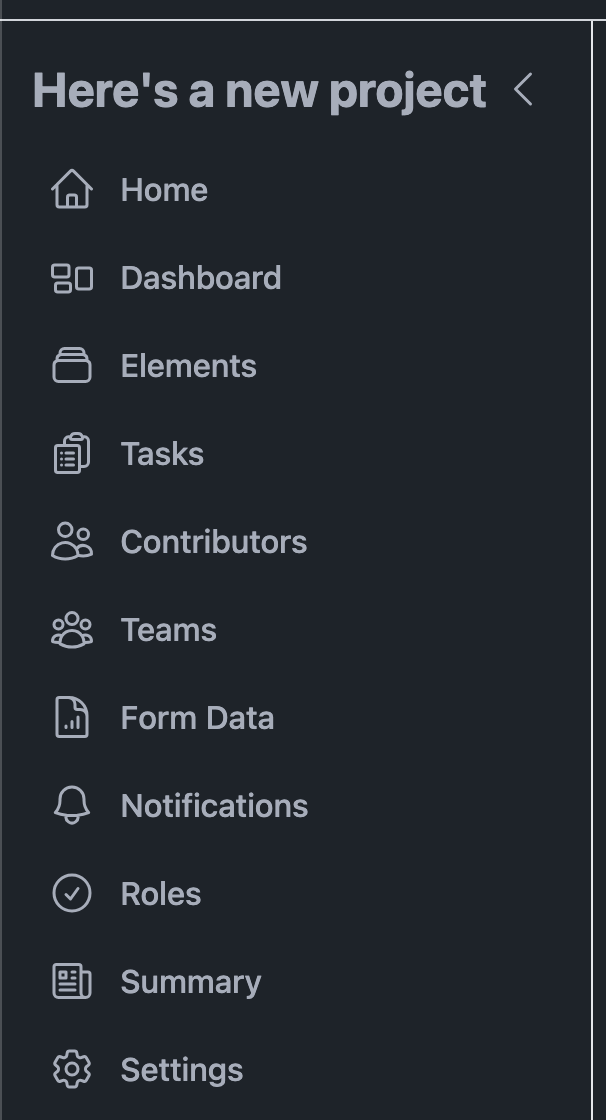 Here's a new project
Home
Dashboard
Elements
Tasks
Contributors
Teams
Form Data
Notifications
Roles
Summary
Settings